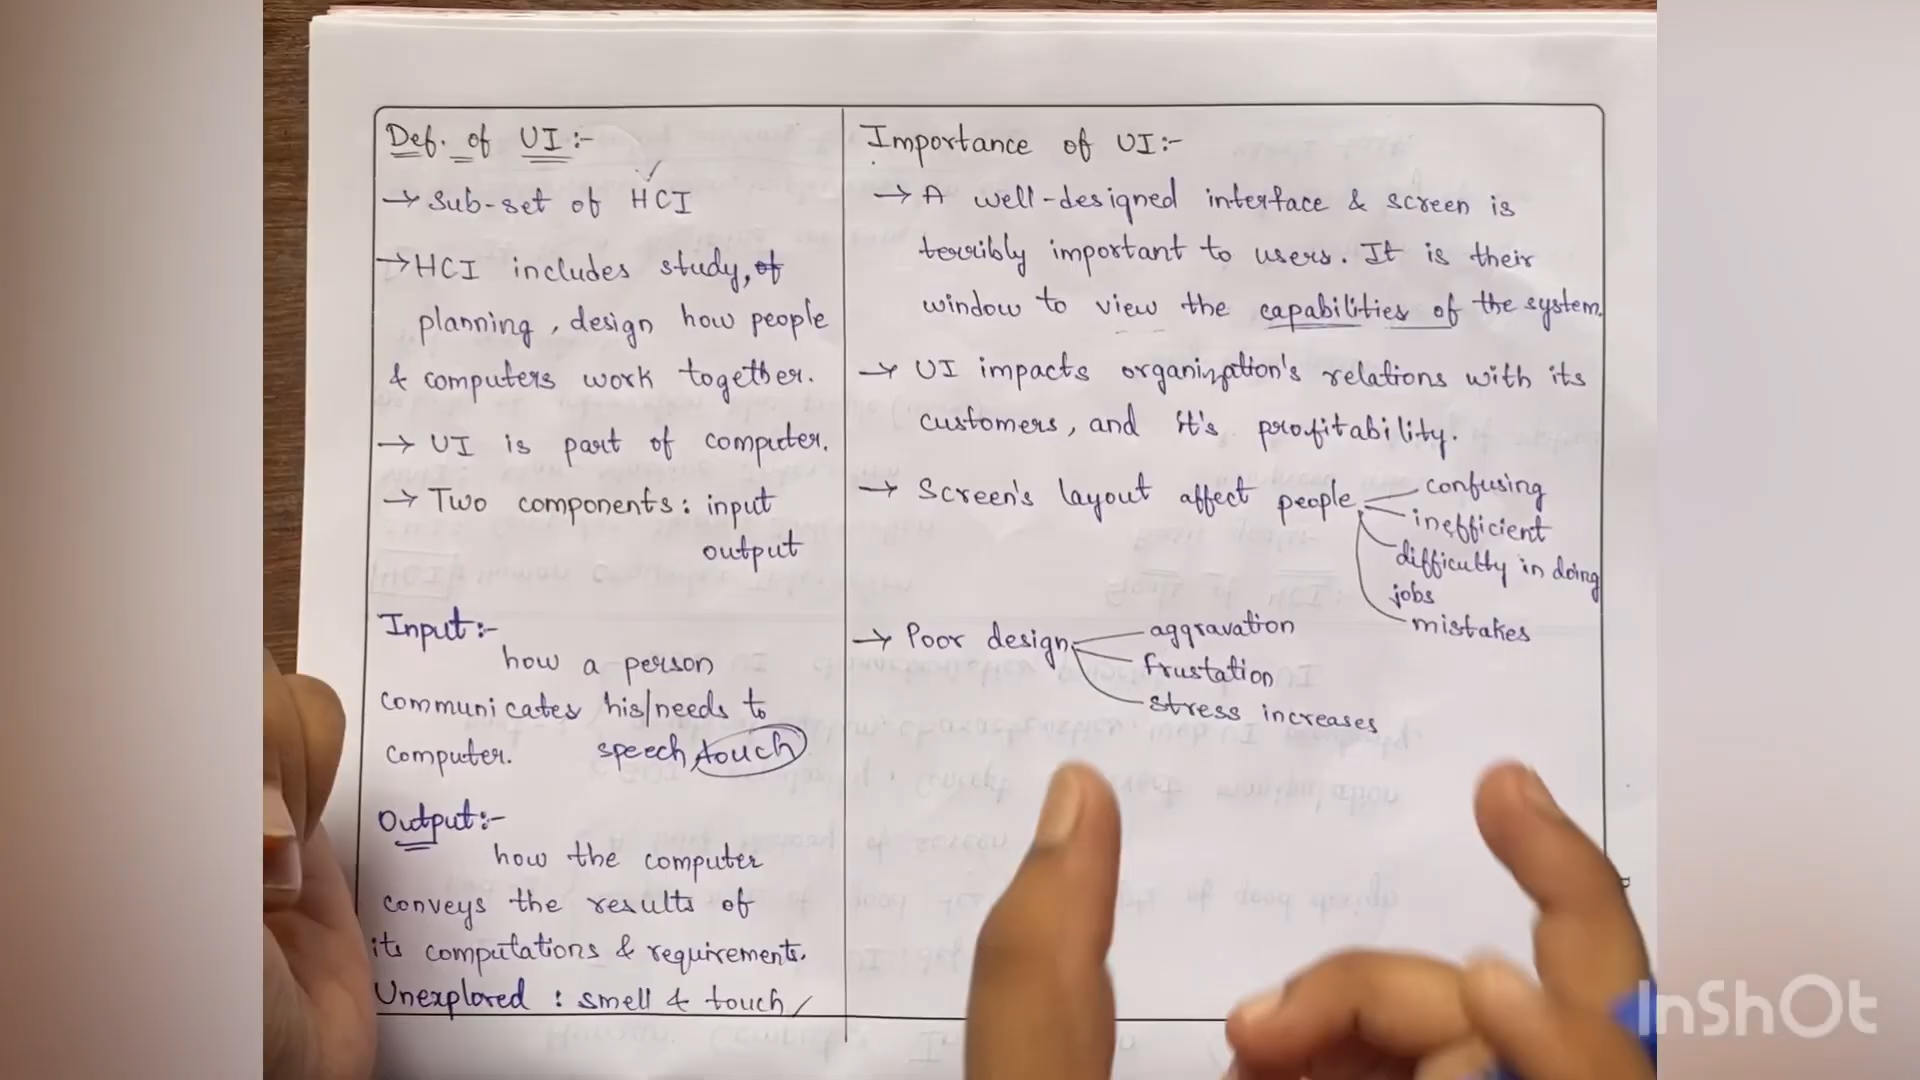 Def. of UI:-
→ Sub-set of HCI
→ HCI includes study, of
planning, design how people
& computers work together.
→ UI is part of computer.
→ Two components: input
output
Input:-
how a person
communicates his/needs to
computer. speech, touch
Output:-
how the computer
conveys the results of
its computations & requirements.
Unexplored : smell & touch/
Importance of UI:-
→ A well-designed interface & screen is
terribly important to users. It is their
window to view the capabilities of the system.
→ UI impacts organization's relations with its
customers, and it's profitability.
→ Screen's layout affect people
confusing
inefficient
difficulty in doing
jobs
mistakes
→ Poor design
aggravation
frustation
stress increases
InShOt